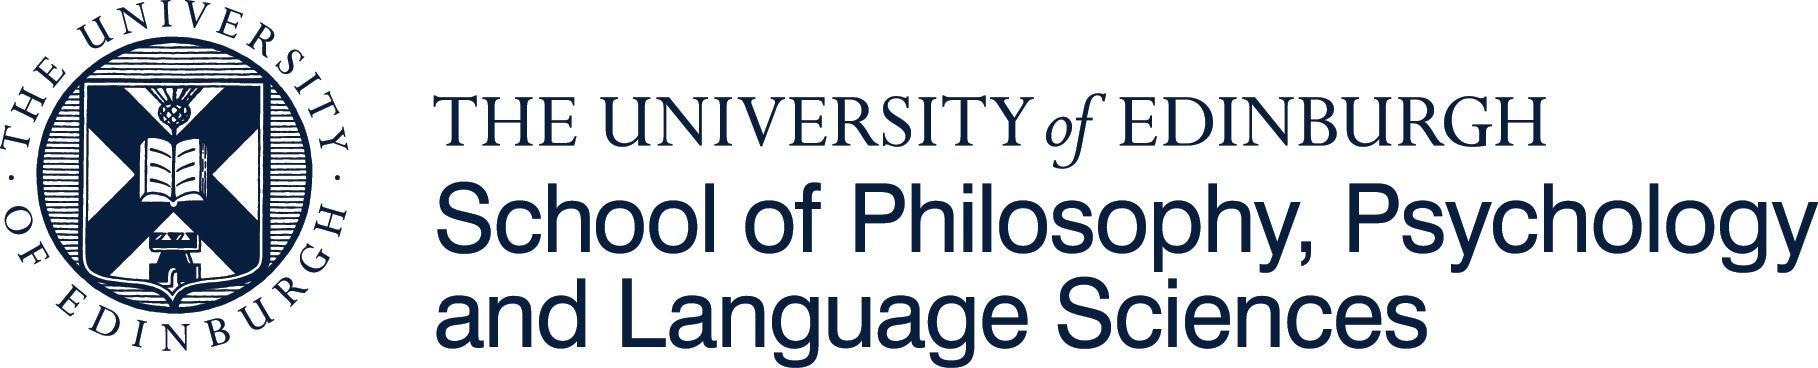 · THE UNIVERSITY ·
OF EDINBURGH
THE UNIVERSITY of EDINBURGH
School of Philosophy, Psychology
and Language Sciences